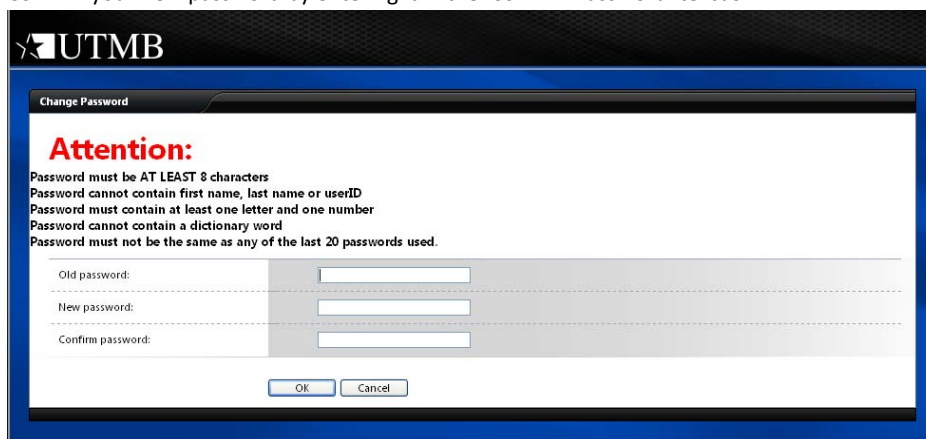 UTMB
Change Password
Attention:
Password must be AT LEAST 8 characters
Password cannot contain first name, last name or userID
Password must contain at least one letter and one number
Password cannot contain a dictionary word
Password must not be the same as any of the last 20 passwords used.
Old password:
New password:
Confirm password:
OK Cancel